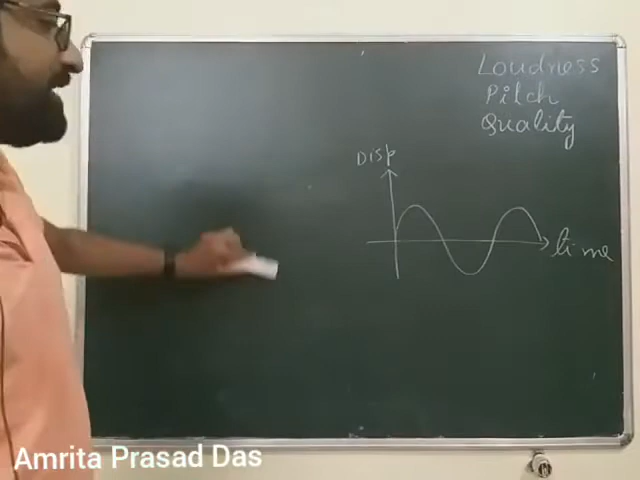 Loudness
Pitch
Quality
Disp
time
Amrita Prasad Das